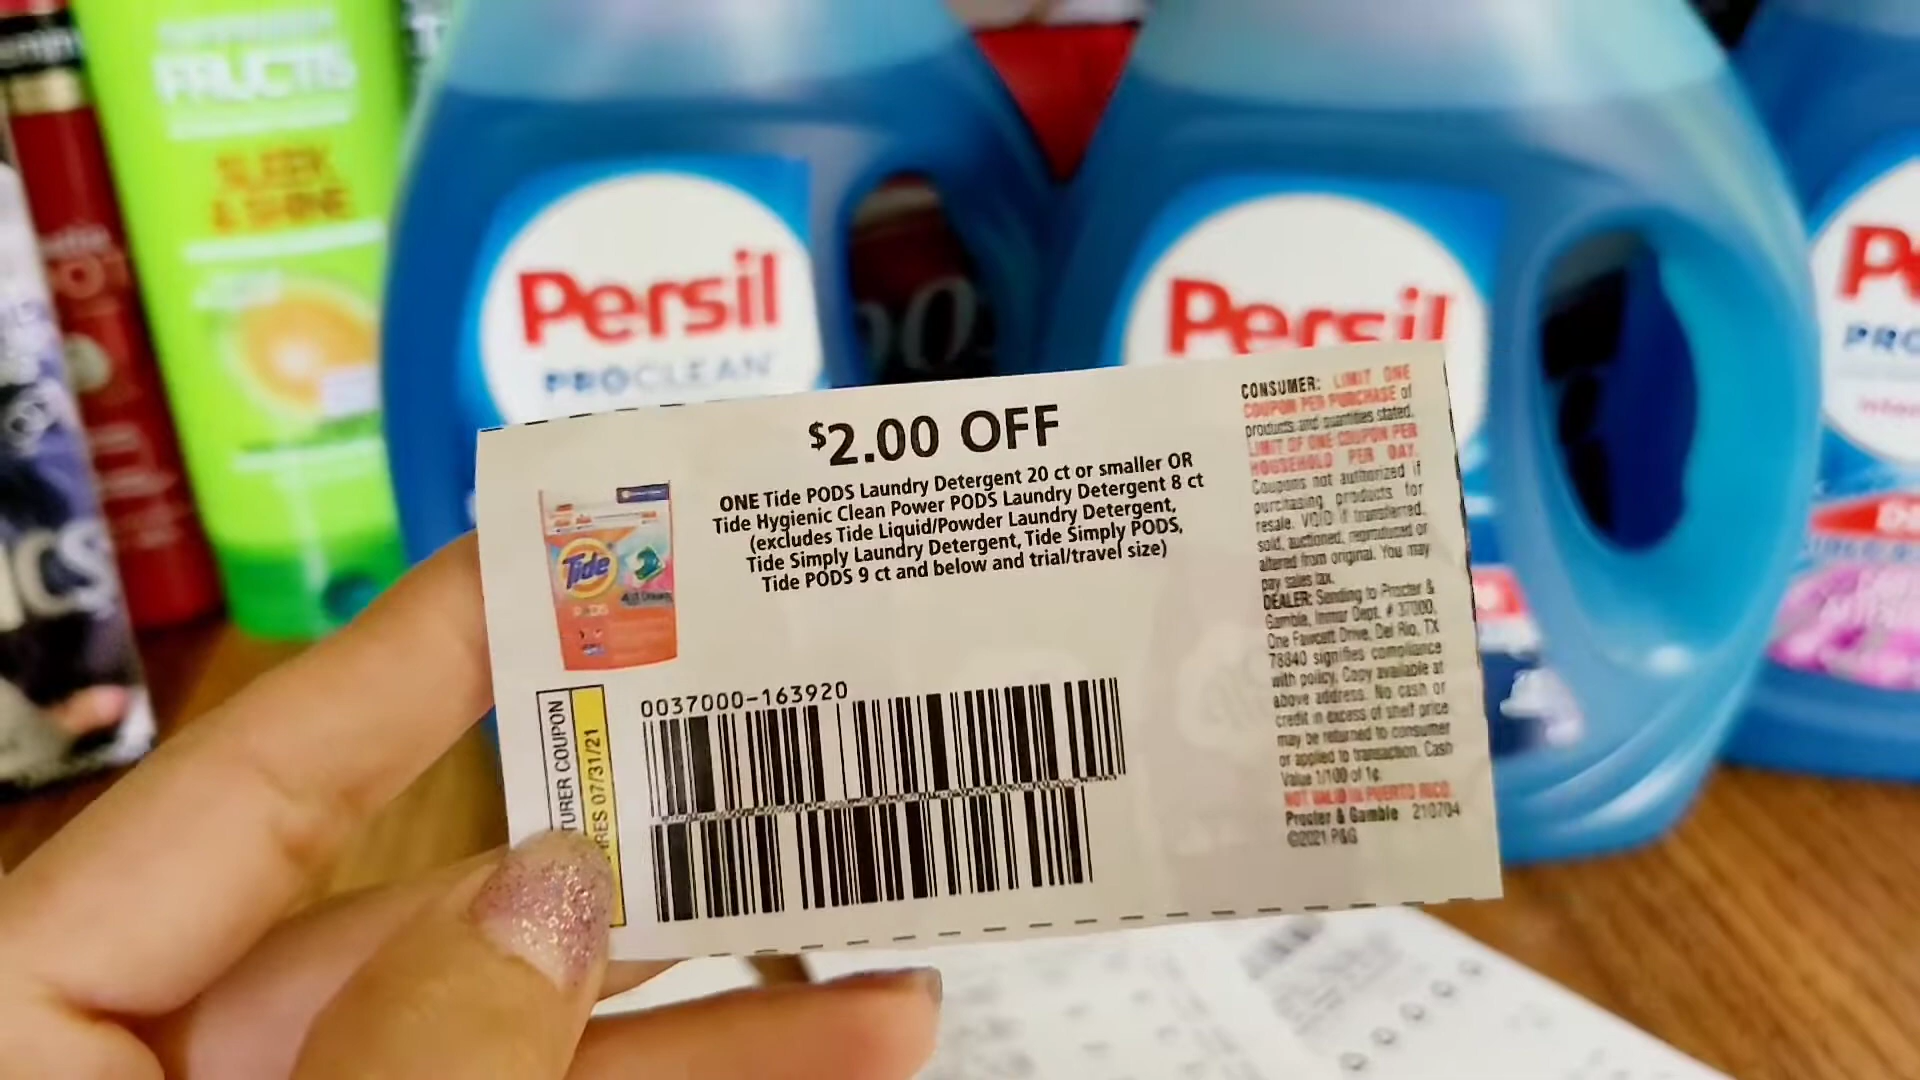 FRUCTIS
SLEEK
& SHINE
Persil
PROCLEAN
Persil
PRO
$2.00 OFF
ONE Tide PODS Laundry Detergent 20 ct or smaller OR
Tide Hygienic Clean Power PODS Laundry Detergent 8 ct
(excludes Tide Liquid/Powder Laundry Detergent,
Tide Simply Laundry Detergent, Tide Simply PODS,
Tide PODS 9 ct and below and trial/travel size)
Tide
PODS
TURER COUPON
IRES 07/31/21
0037000-163920
CONSUMER: LIMIT ONE
COUPON PER PURCHASE of
products and quantities stated.
LIMIT OF ONE COUPON PER
HOUSEHOLD PER DAY.
Coupons not authorized if
purchasing products for
resale. VOID if transferred,
sold, auctioned, reproduced or
altered from original. You may
pay sales tax.
DEALER: Sending to Procter &
Gamble, Inmar Dept. # 37000,
One Fawcett Drive, Del Rio, TX
78840 signifies compliance
with policy. Copy available at
above address. No cash or
credit in excess of shelf price
may be returned to consumer
or applied to transaction. Cash
Value 1/100 of 1¢.
NOT VALID IN PUERTO RICO.
Procter & Gamble 210704
©2021 P&G